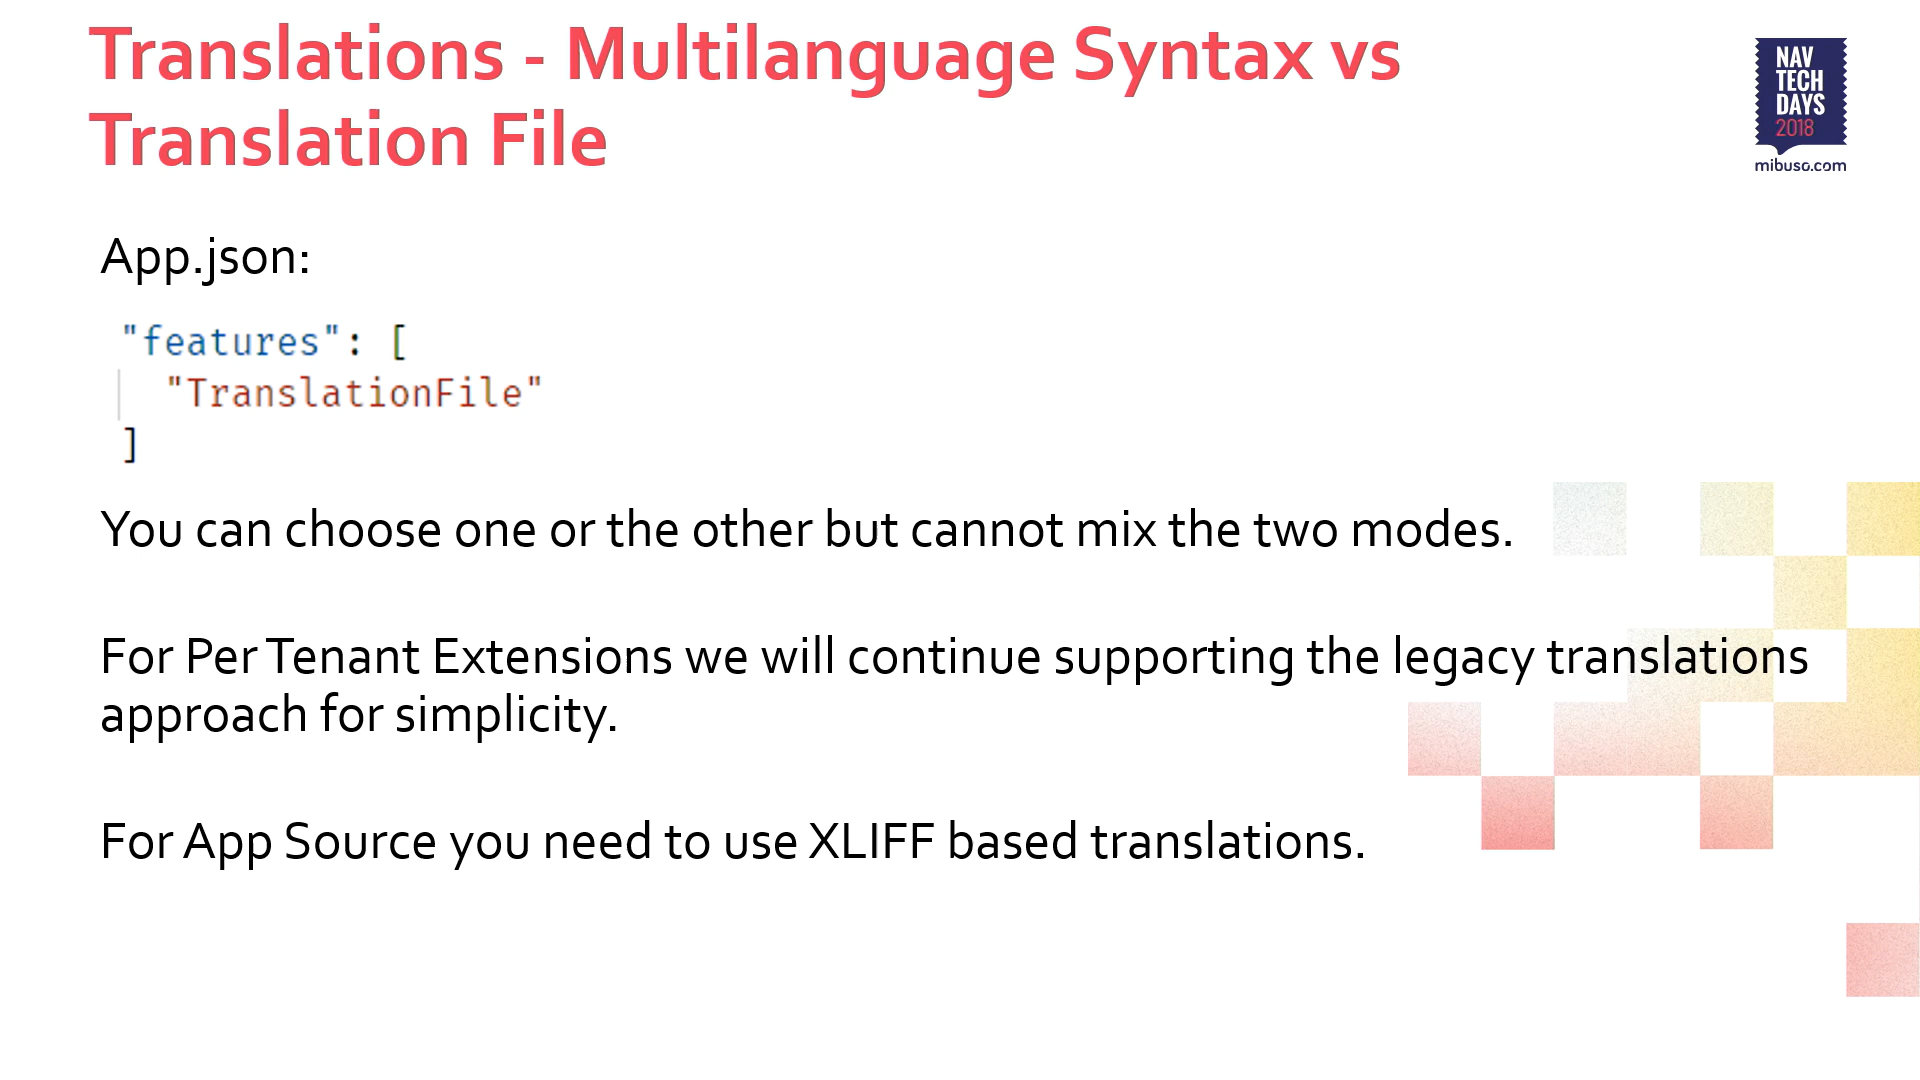 Translations - Multilanguage Syntax vs
Translation File
NAV
TECH
DAYS
2018
mibuso.com
App.json:
"features": [
"TranslationFile"
]
You can choose one or the other but cannot mix the two modes.
For Per Tenant Extensions we will continue supporting the legacy translations
approach for simplicity.
For App Source you need to use XLIFF based translations.